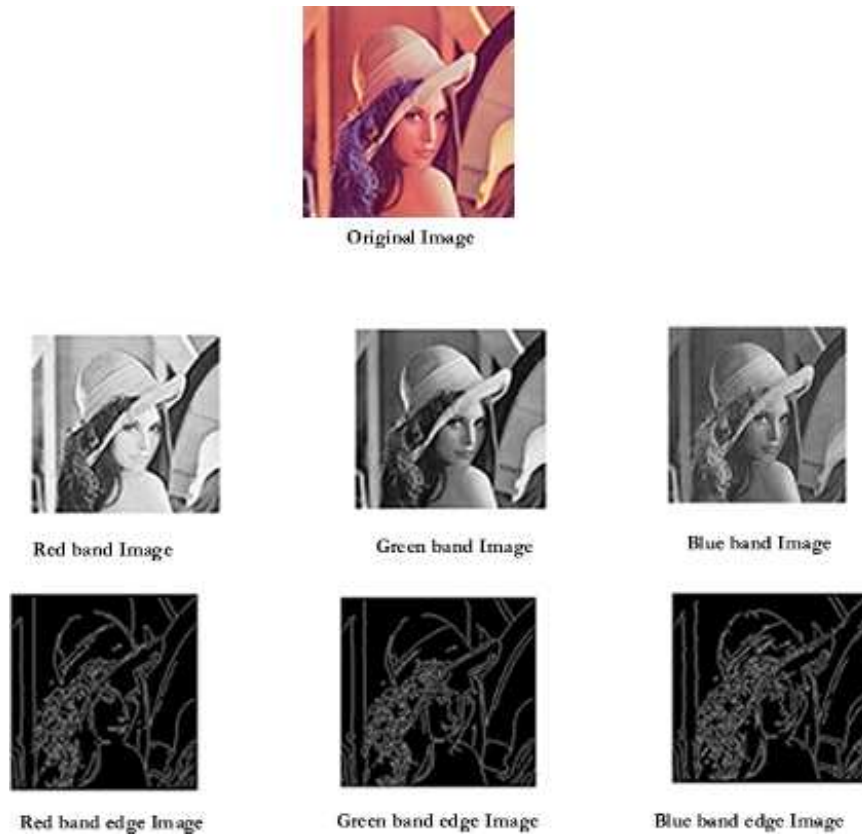 Original Image
Red band Image
Green band Image
Blue band Image
Red band edge Image
Green band edge Image
Blue band edge Image